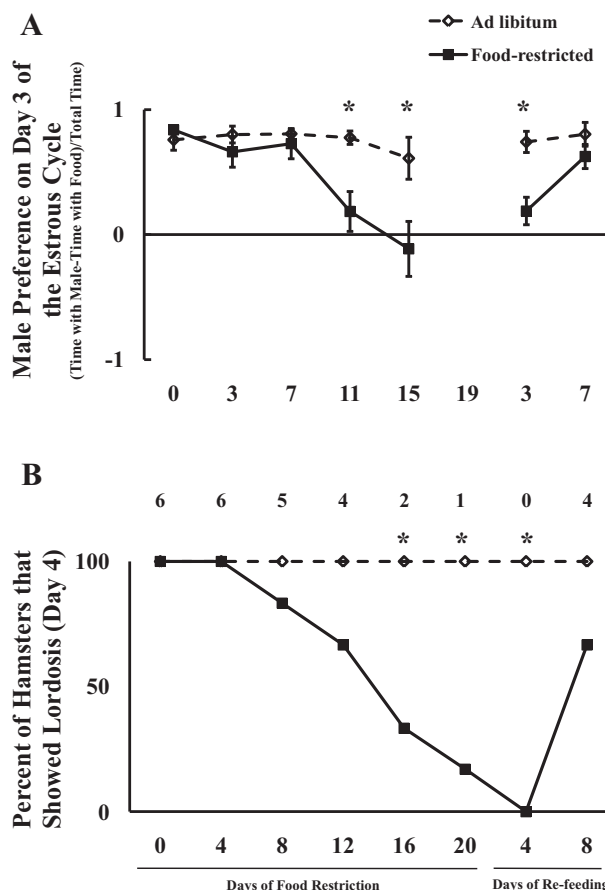 A
Ad libitum
Food-restricted
Male Preference on Day 3 of
the Estrous Cycle
(Time with Male-Time with Food)/Total Time)
* * *
1
0
-1
0 3 7 11 15 19 3 7
B
6 6 5 4 2 1 0 4
* * *
Percent of Hamsters that
Showed Lordosis (Day 4)
100
50
0
0 4 8 12 16 20 4 8
Days of Food Restriction Days of Re-feeding